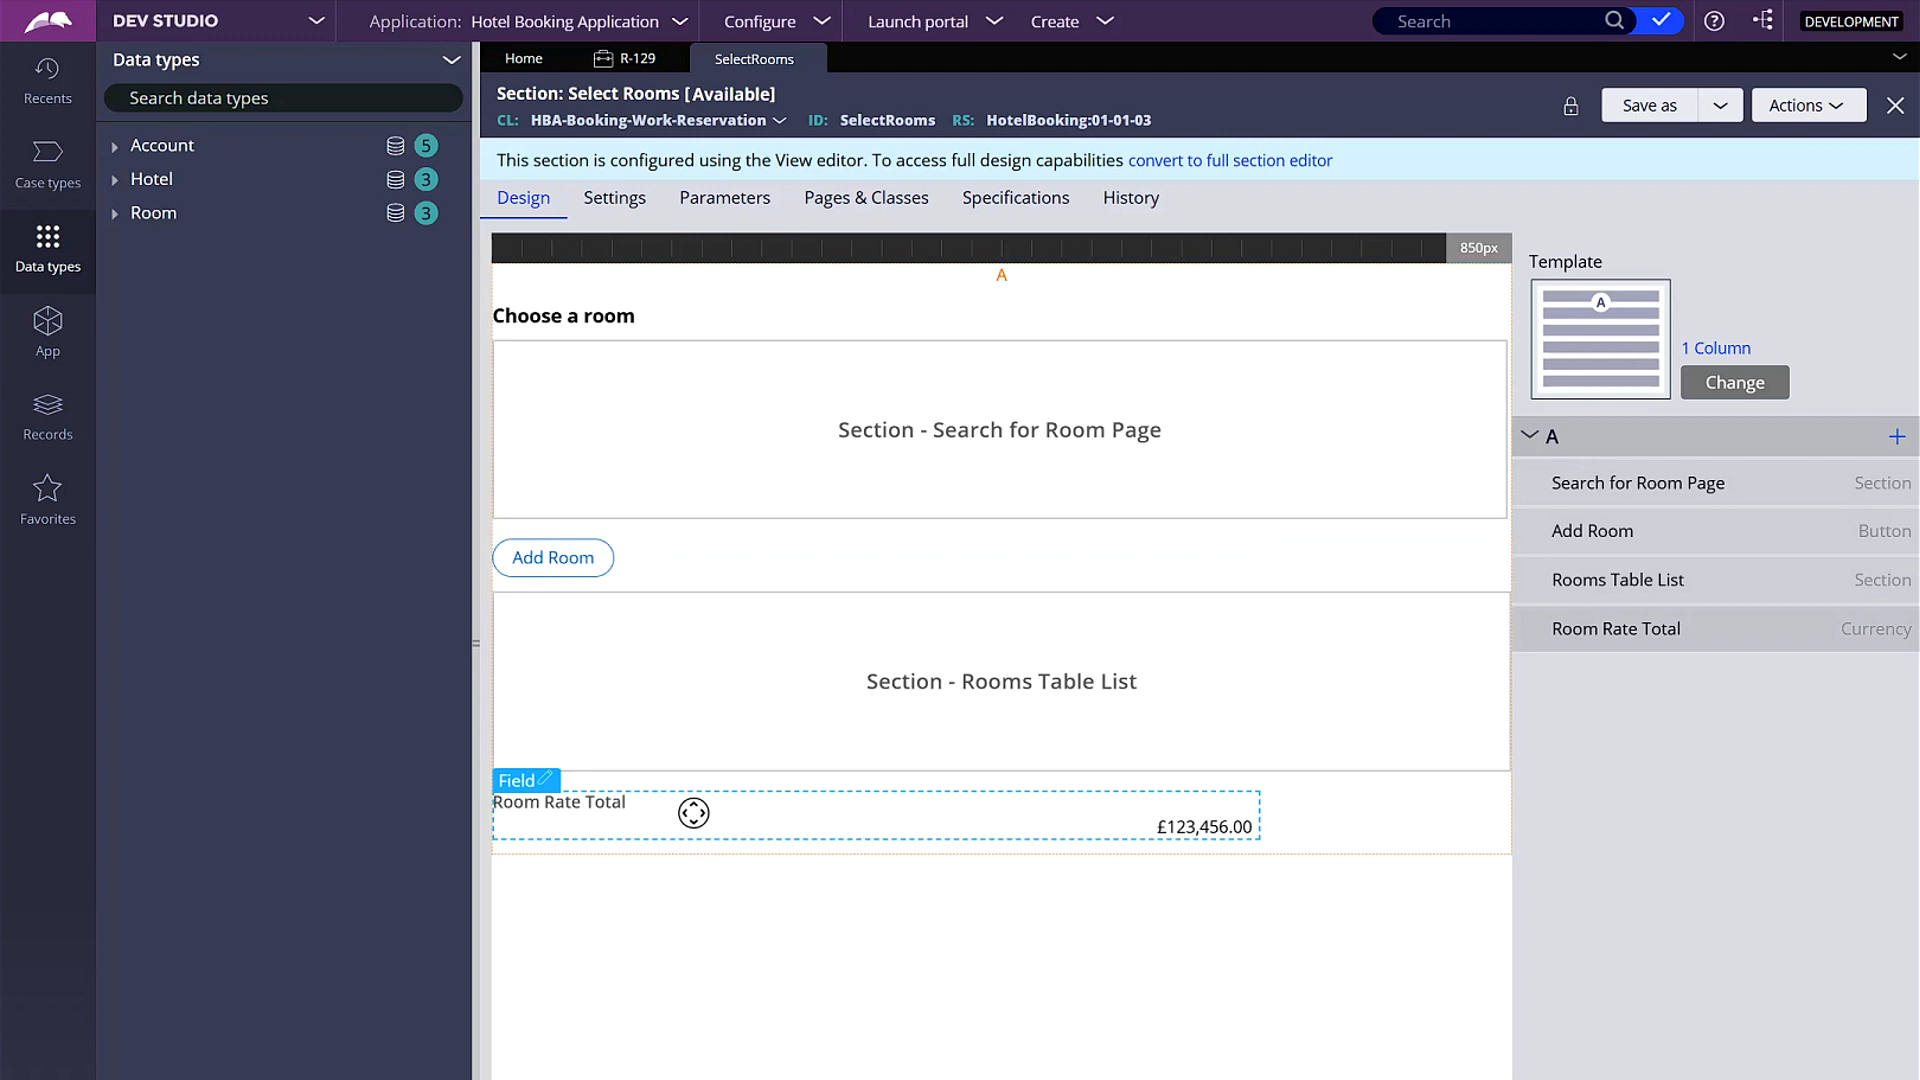 DEV STUDIO
Application: Hotel Booking Application
Configure
Launch portal
Create
Search
DEVELOPMENT
Recents
Case types
Data types
App
Records
Favorites
Data types
Search data types
Account 5
Hotel 3
Room 3
Home
R-129
SelectRooms
Section: Select Rooms [Available]
CL: HBA-Booking-Work-Reservation ID: SelectRooms RS: HotelBooking:01-01-03
Save as
Actions
This section is configured using the View editor. To access full design capabilities convert to full section editor
Design Settings Parameters Pages & Classes Specifications History
850px
A
Choose a room
Section - Search for Room Page
Add Room
Section - Rooms Table List
Field
Room Rate Total
£123,456.00
Template
A
1 Column
Change
A
Search for Room Page Section
Add Room Button
Rooms Table List Section
Room Rate Total Currency